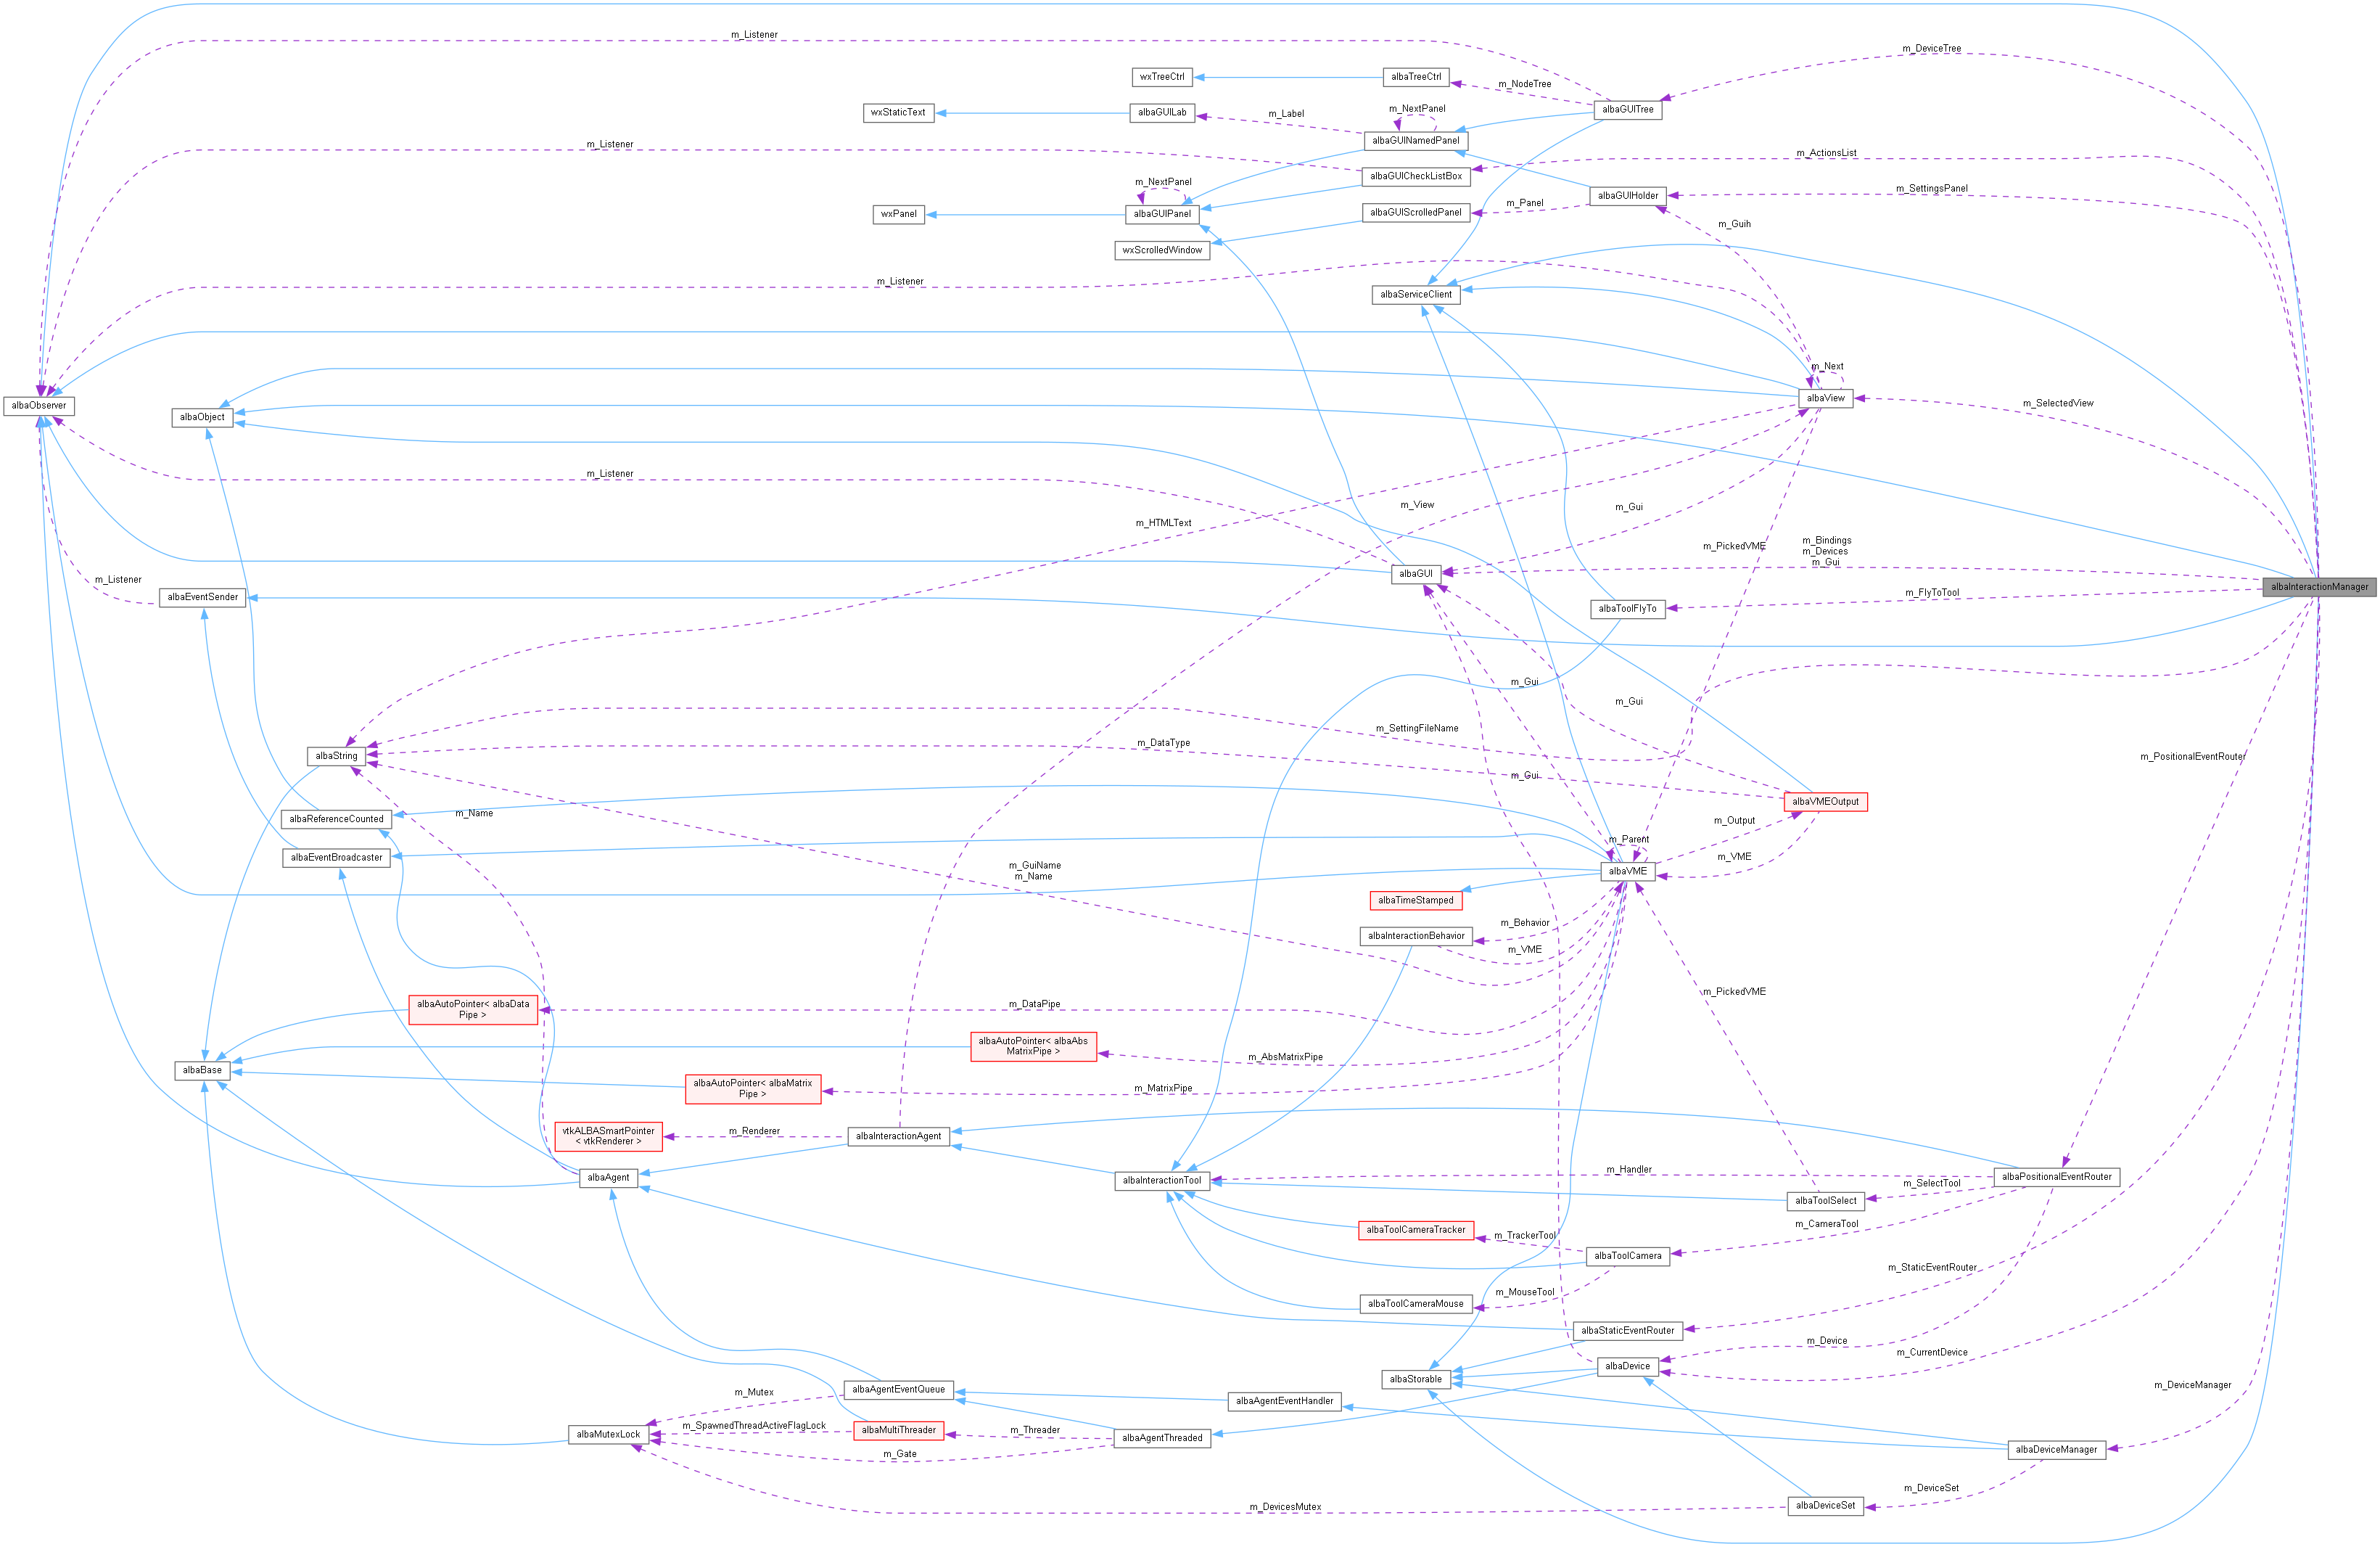 m_Listener
m_DeviceTree
wxTreeCtrl
albaTreeCtrl
m_NodeTree
wxStaticText
albaGUILab
m_Label
m_NextPanel
albaGUITree
albaGUINamedPanel
m_Listener
m_ActionsList
albaGUICheckListBox
m_NextPanel
m_SettingsPanel
albaGUIHolder
wxPanel
albaGUIPanel
albaGUIScrolledPanel
m_Panel
m_Guih
wxScrolledWindow
m_Listener
albaServiceClient
m_Next
albaView
m_SelectedView
albaObserver
albaObject
m_Listener
m_View
m_HTMLText
m_Gui
m_PickedVME
m_Bindings
m_Devices
m_Gui
albaGUI
m_Listener
albaInteractionManager
albaEventSender
m_FlyToTool
albaToolFlyTo
m_Gui
m_Gui
m_SettingFileName
m_DataType
albaString
m_PositionalEventRouter
m_Gui
albaVMEOutput
m_Name
albaReferenceCounted
m_Output
m_Parent
albaEventBroadcaster
m_VME
m_GuiName
m_Name
albaVME
albaTimeStamped
m_Behavior
albaInteractionBehavior
m_VME
m_PickedVME
albaAutoPointer< albaData
Pipe >
m_DataPipe
albaAutoPointer< albaAbs
MatrixPipe >
m_AbsMatrixPipe
albaBase
albaAutoPointer< albaMatrix
Pipe >
m_MatrixPipe
vtkALBASmartPointer
< vtkRenderer >
m_Renderer
albaInteractionAgent
m_Handler
albaAgent
albaInteractionTool
albaPositionalEventRouter
m_SelectTool
albaToolSelect
m_CameraTool
albaToolCameraTracker
m_TrackerTool
albaToolCamera
m_StaticEventRouter
m_MouseTool
albaToolCameraMouse
albaStaticEventRouter
m_Device
m_CurrentDevice
albaDevice
albaStorable
m_DeviceManager
m_Mutex
albaAgentEventQueue
albaAgentEventHandler
m_SpawnedThreadActiveFlagLock
albaMultiThreader
m_Threader
albaMutexLock
albaAgentThreaded
m_Gate
albaDeviceManager
m_DeviceSet
m_DevicesMutex
albaDeviceSet